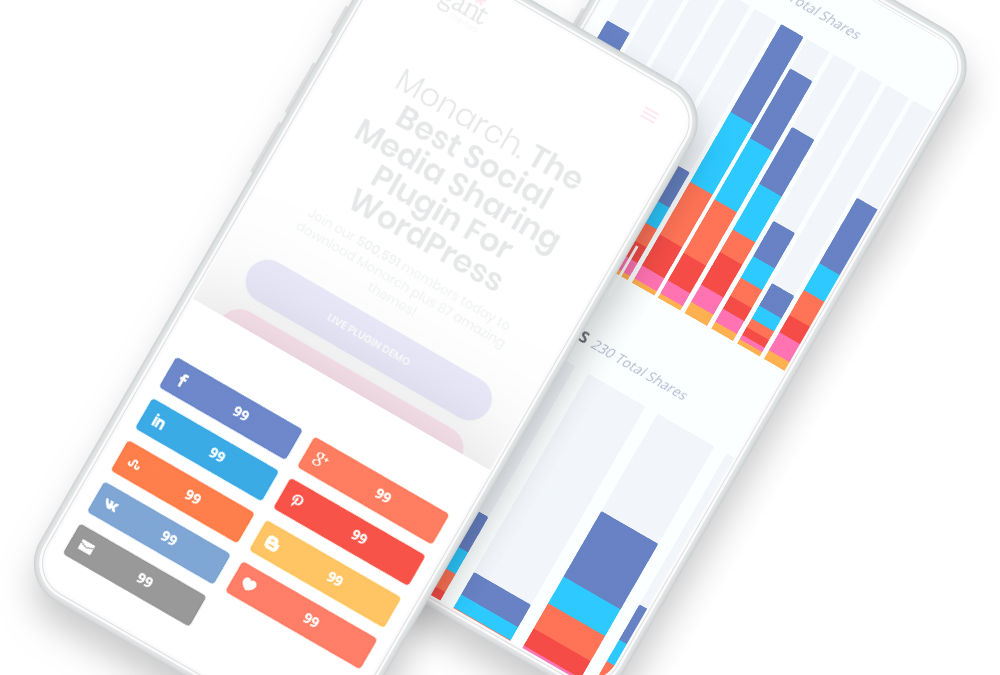 gant
Monarch. The
Best Social
Media Sharing
Plugin For
WordPress
Join our 500,591 members today to
download Monarch plus 87 amazing
themes!
LIVE PLUGIN DEMO
99
99
99
99
99
99
99
99
99
Total Shares
s 230 Total Shares